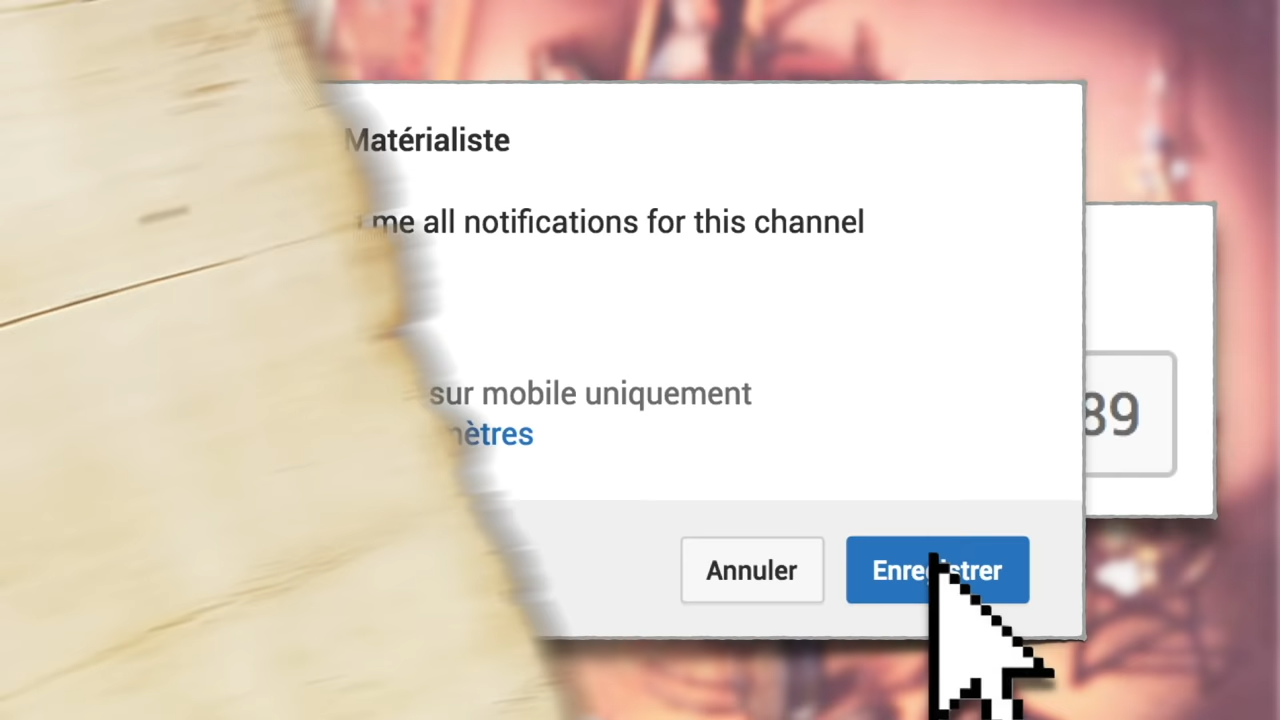 Matérialiste
me all notifications for this channel
sur mobile uniquement
mètres
89
Annuler
Enregistrer